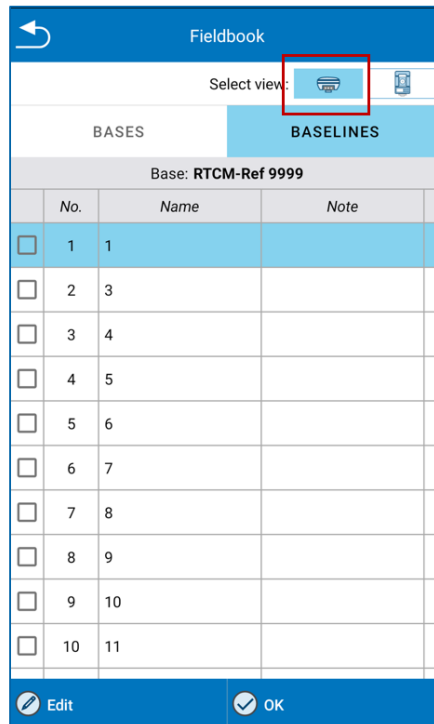 Fieldbook
Select view:
BASES BASELINES
Base: RTCM-Ref 9999
No. Name Note
1 1
2 3
3 4
4 5
5 6
6 7
7 8
8 9
9 10
10 11
Edit OK